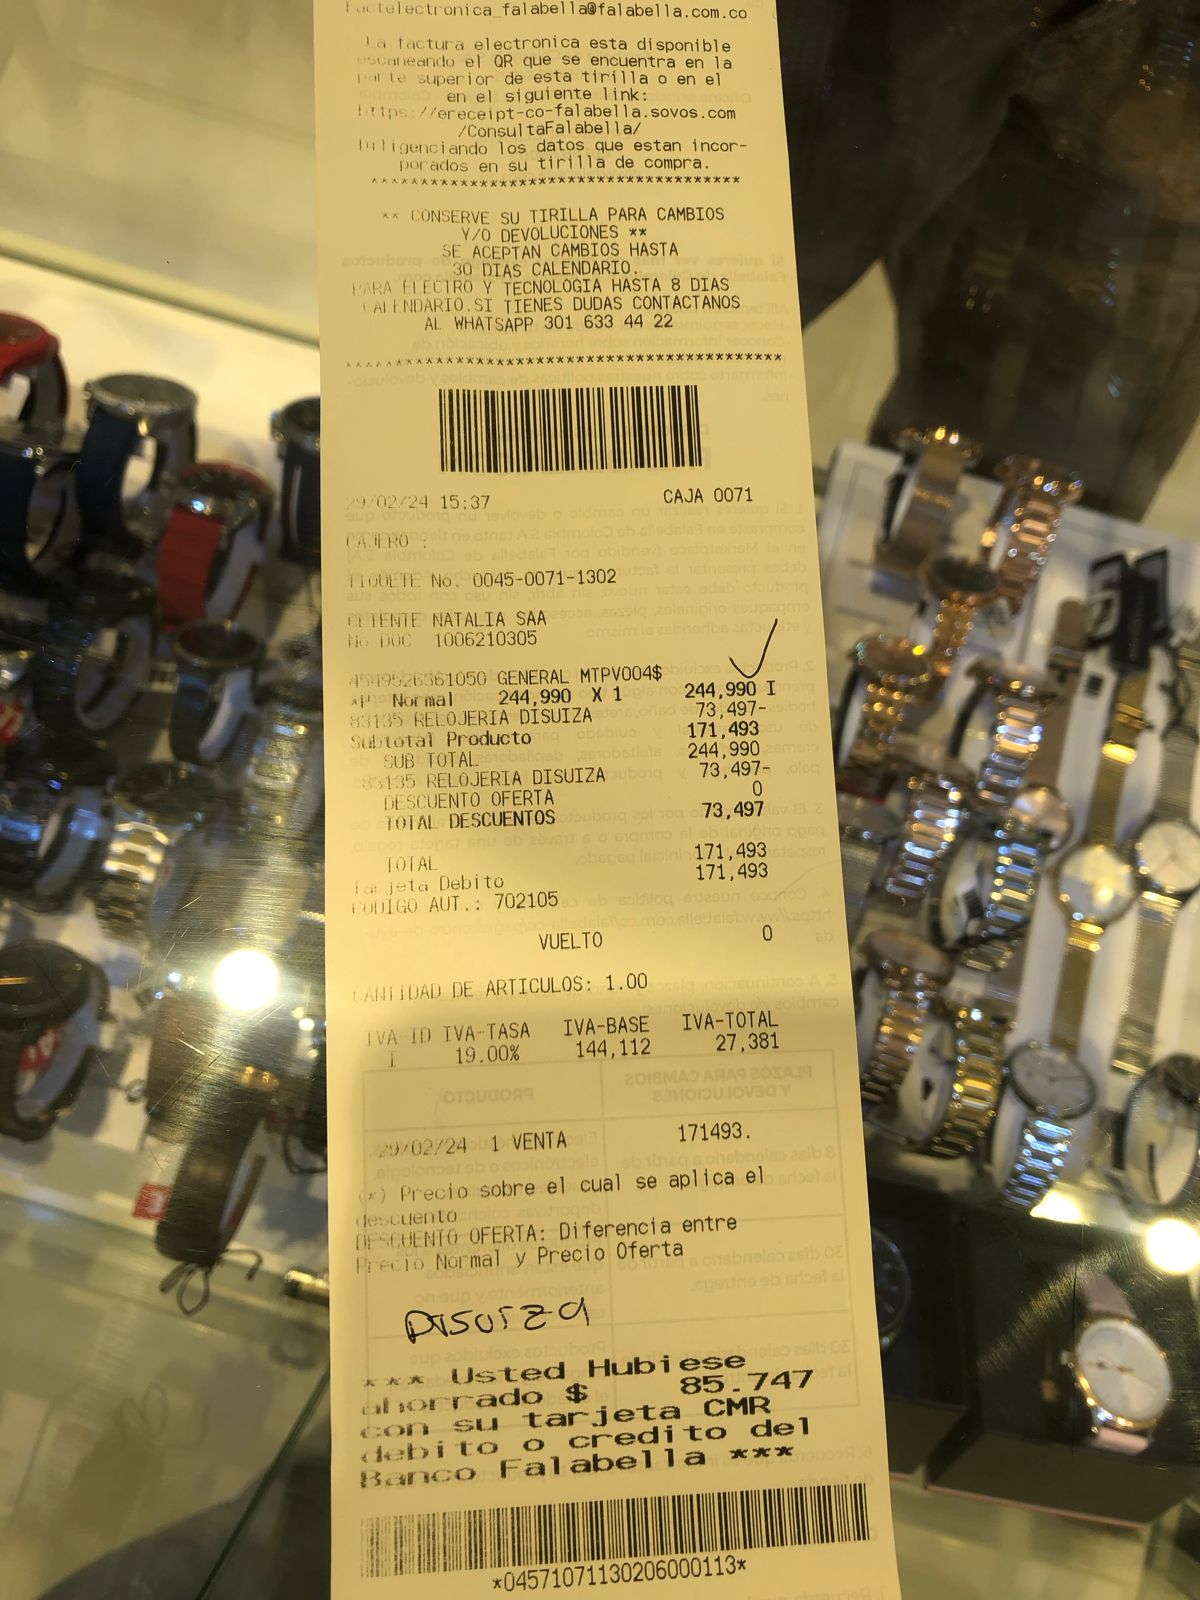 Factelectronica_falabella@falabella.com.co
La factura electronica esta disponible
escaneando el QR que se encuentra en la
parte superior de esta tirilla o en el
en el siguiente link:
https://ereceipt-co-falabella.sovos.com
/ConsultaFalabella/
Diligenciando los datos que estan incor-
porados en su tirilla de compra.
****************************************
** CONSERVE SU TIRILLA PARA CAMBIOS
Y/O DEVOLUCIONES **
SE ACEPTAN CAMBIOS HASTA
30 DIAS CALENDARIO.
PARA ELECTRO Y TECNOLOGIA HASTA 8 DIAS
CALENDARIO.SI TIENES DUDAS CONTACTANOS
AL WHATSAPP 301 633 44 22
****************************************
29/02/24 15:37 CAJA 0071
CAJERO :
TIQUETE No. 0045-0071-1302
CLIENTE NATALIA SAA
No DOC 1006210305
4549526361050 GENERAL MTPV004$
*P Normal 244,990 X 1 244,990 I
83135 RELOJERIA DISUIZA 73,497-
Subtotal Producto 171,493
SUB TOTAL 244,990
83135 RELOJERIA DISUIZA 73,497-
DESCUENTO OFERTA 0
TOTAL DESCUENTOS 73,497
TOTAL 171,493
Tarjeta Debito 171,493
CODIGO AUT.: 702105
VUELTO 0
CANTIDAD DE ARTICULOS: 1.00
IVA-ID IVA-TASA IVA-BASE IVA-TOTAL
I 19.00% 144,112 27,381
29/02/24 1 VENTA 171493.
(*) Precio sobre el cual se aplica el
descuento
DESCUENTO OFERTA: Diferencia entre
Precio Normal y Precio Oferta
DISUIZA
*** Usted Hubiese
ahorrado $ 85.747
con su tarjeta CMR
debito o credito del
Banco Falabella ***
*04571071130206000113*